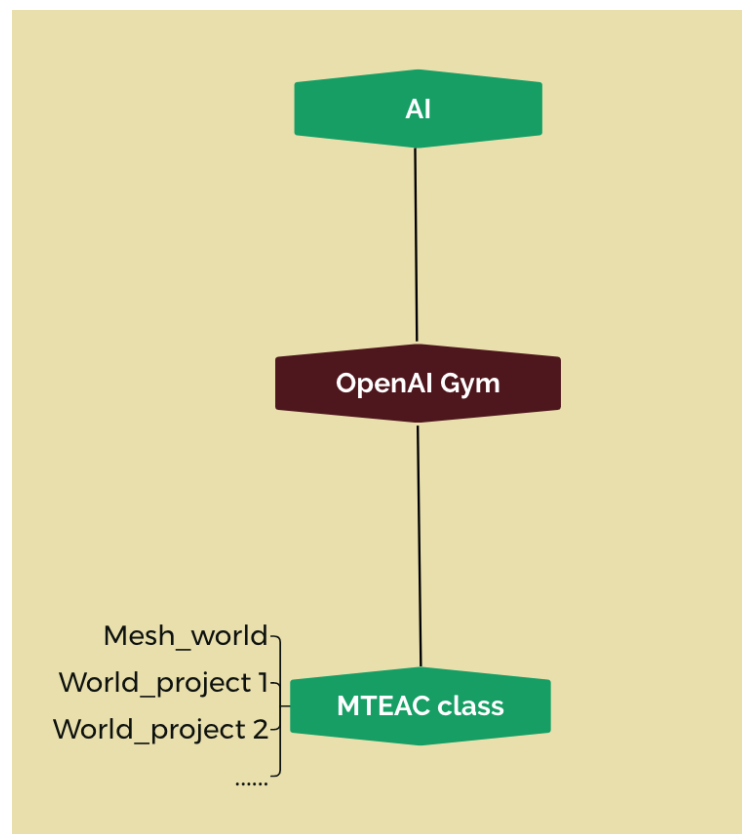 AI
OpenAI Gym
Mesh_world
World_project 1
MTEAC class
World_project 2
......